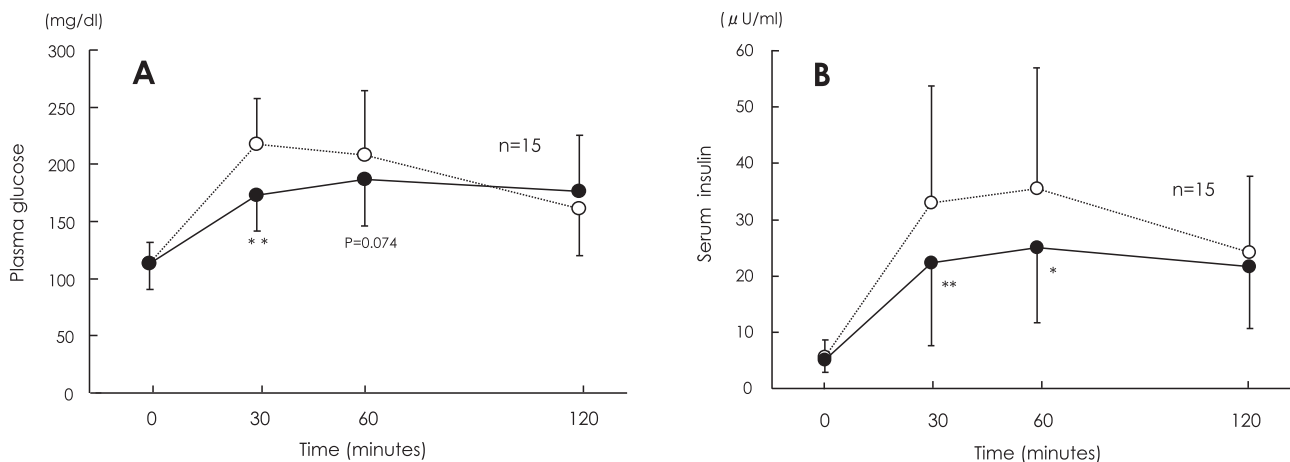 (mg/dl)
A
300
250
200
150
100
50
0
Plasma glucose
n=15
* *
P=0.074
0 30 60 120
Time (minutes)
(μU/ml)
B
60
50
40
30
20
10
0
Serum insulin
n=15
**
*
0 30 60 120
Time (minutes)